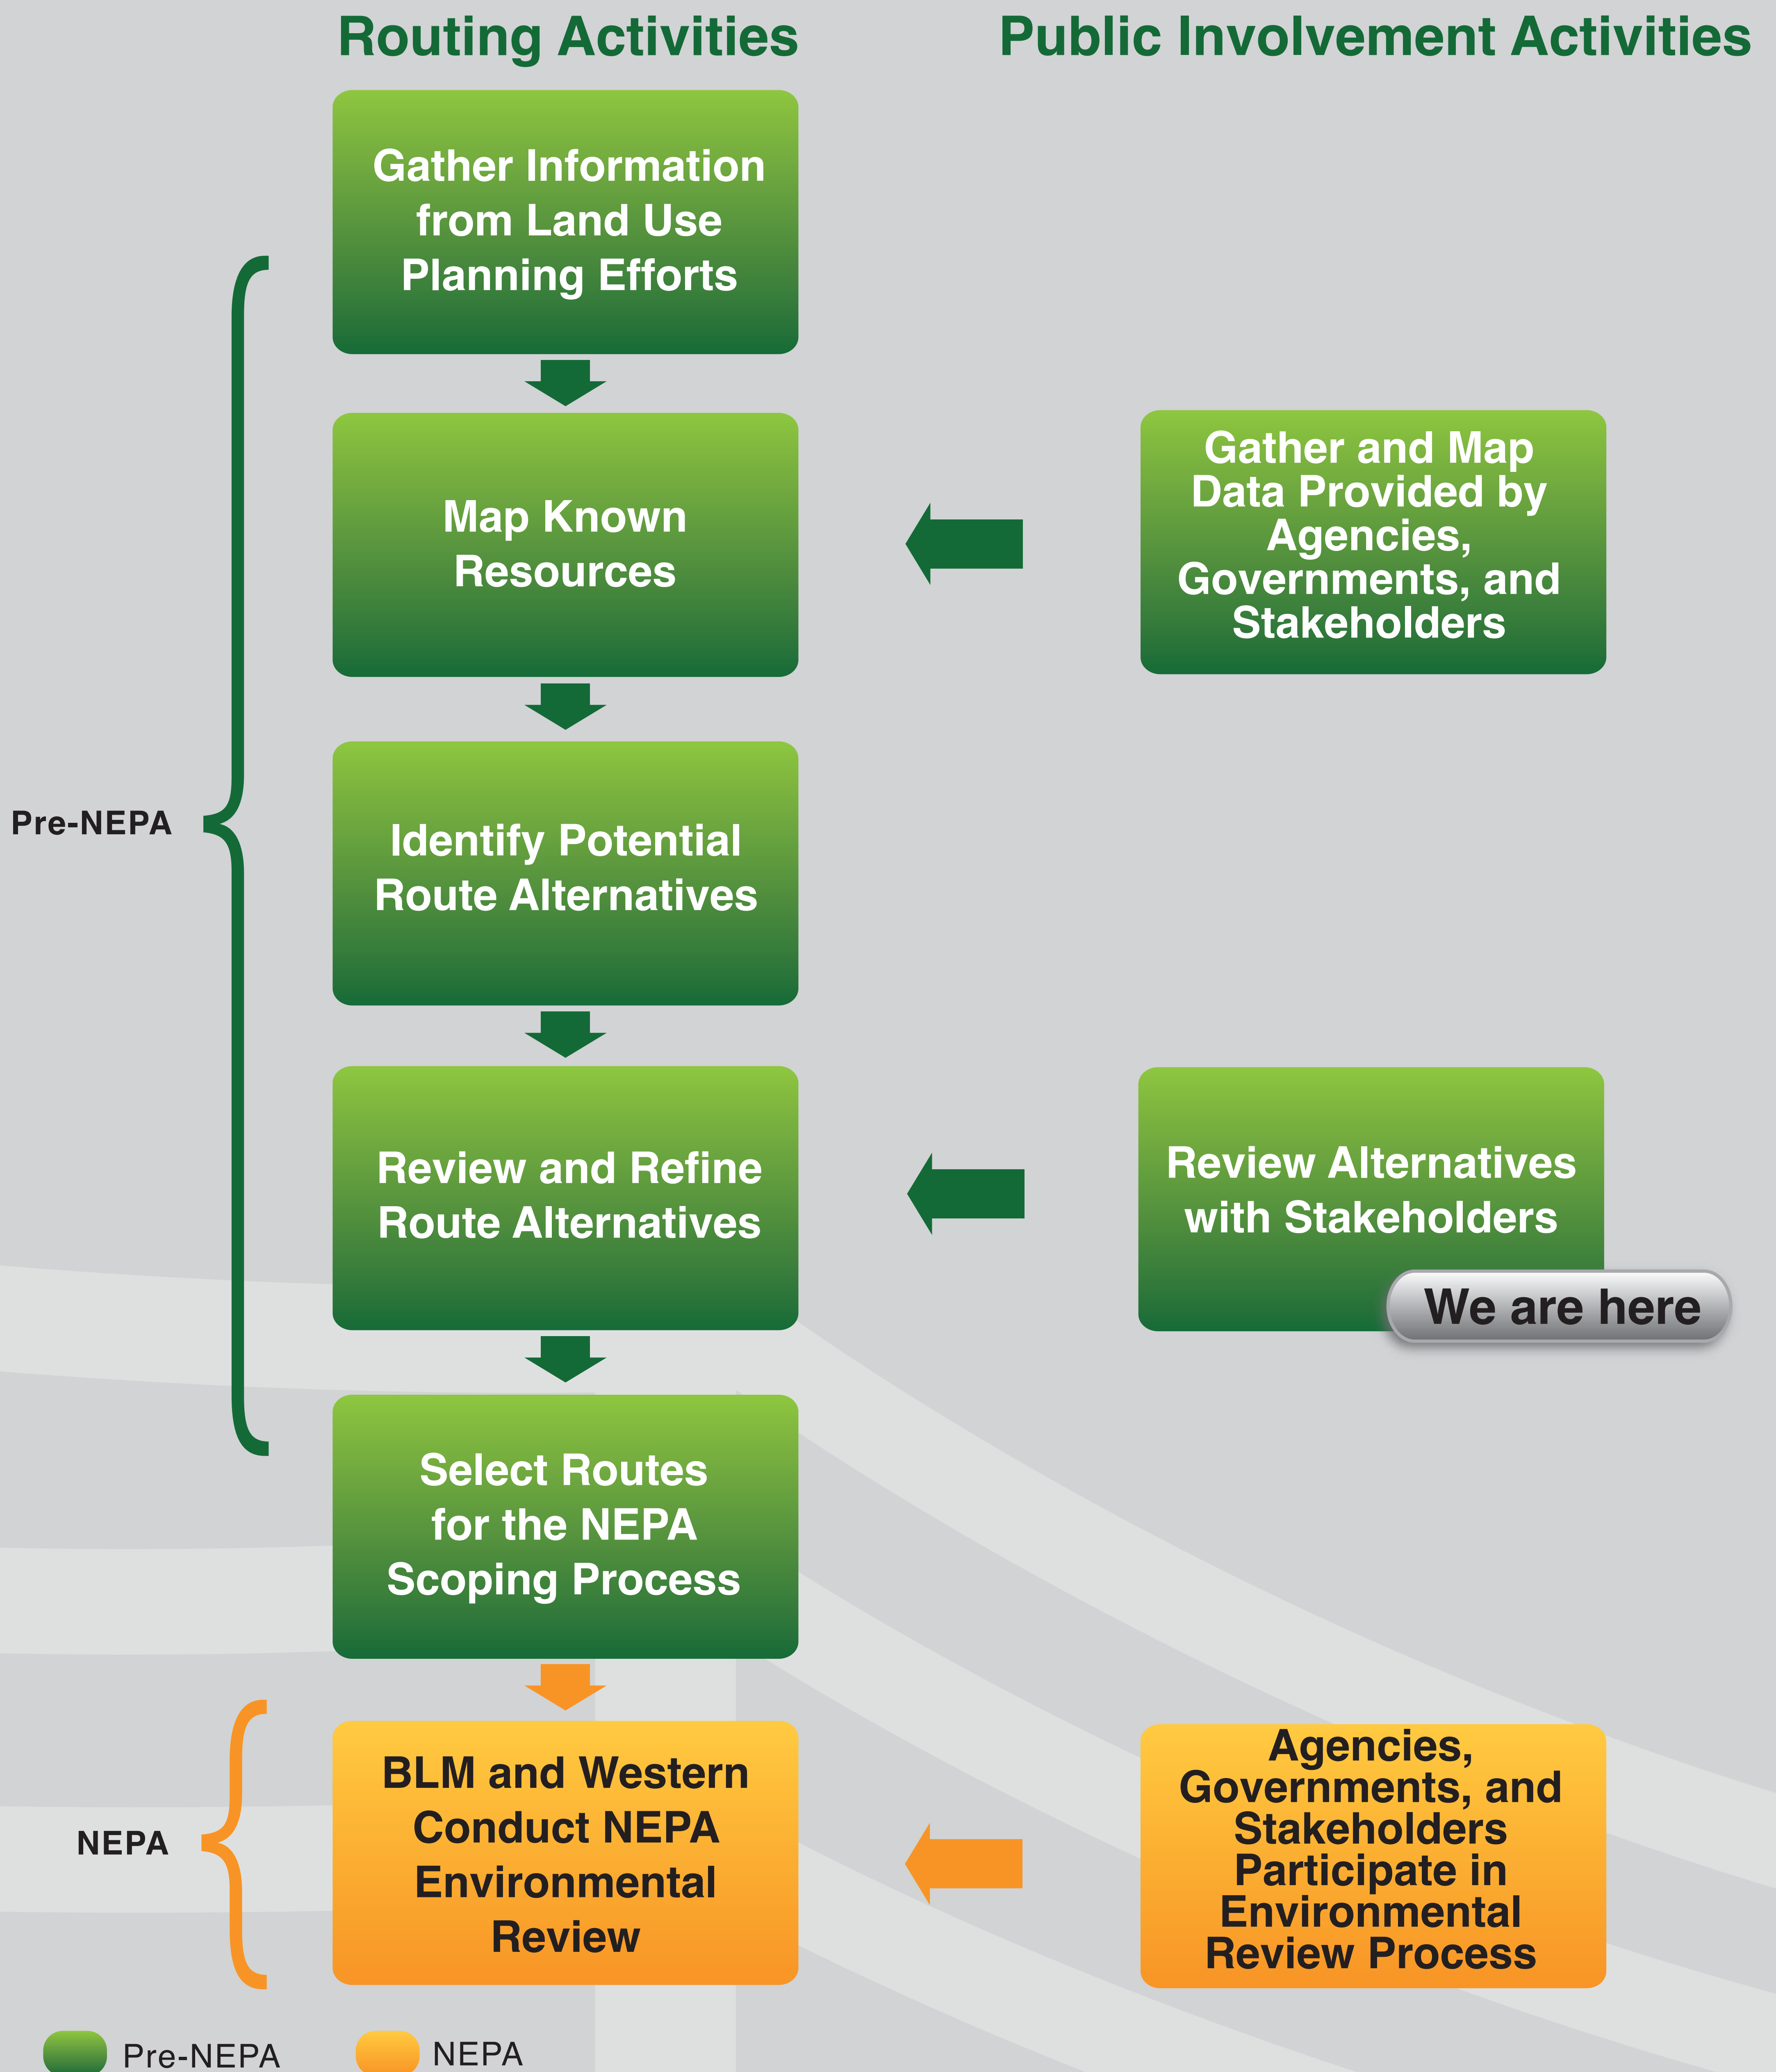 Routing Activities
Public Involvement Activities
Gather Information
from Land Use
Planning Efforts
Map Known
Resources
Gather and Map
Data Provided by
Agencies,
Governments, and
Stakeholders
Pre-NEPA
Identify Potential
Route Alternatives
Review and Refine
Route Alternatives
Review Alternatives
with Stakeholders
We are here
Select Routes
for the NEPA
Scoping Process
NEPA
BLM and Western
Conduct NEPA
Environmental
Review
Agencies,
Governments, and
Stakeholders
Participate in
Environmental
Review Process
Pre-NEPA
NEPA